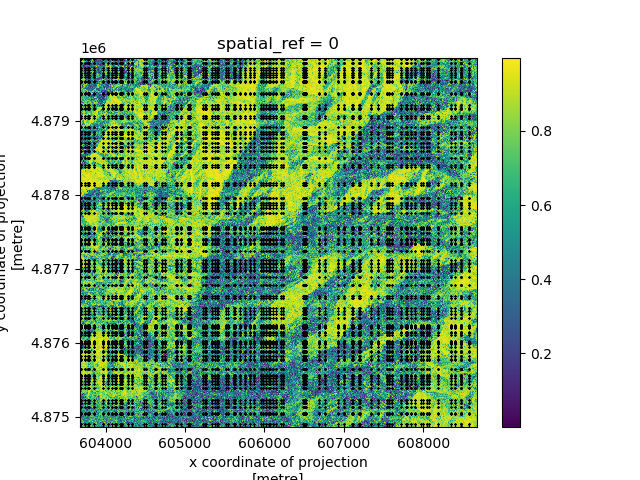 spatial_ref = 0
1e6
4.879
4.878
4.877
4.876
4.875
y coordinate of projection
[metre]
604000 605000 606000 607000 608000
x coordinate of projection
[metre]
0.8
0.6
0.4
0.2